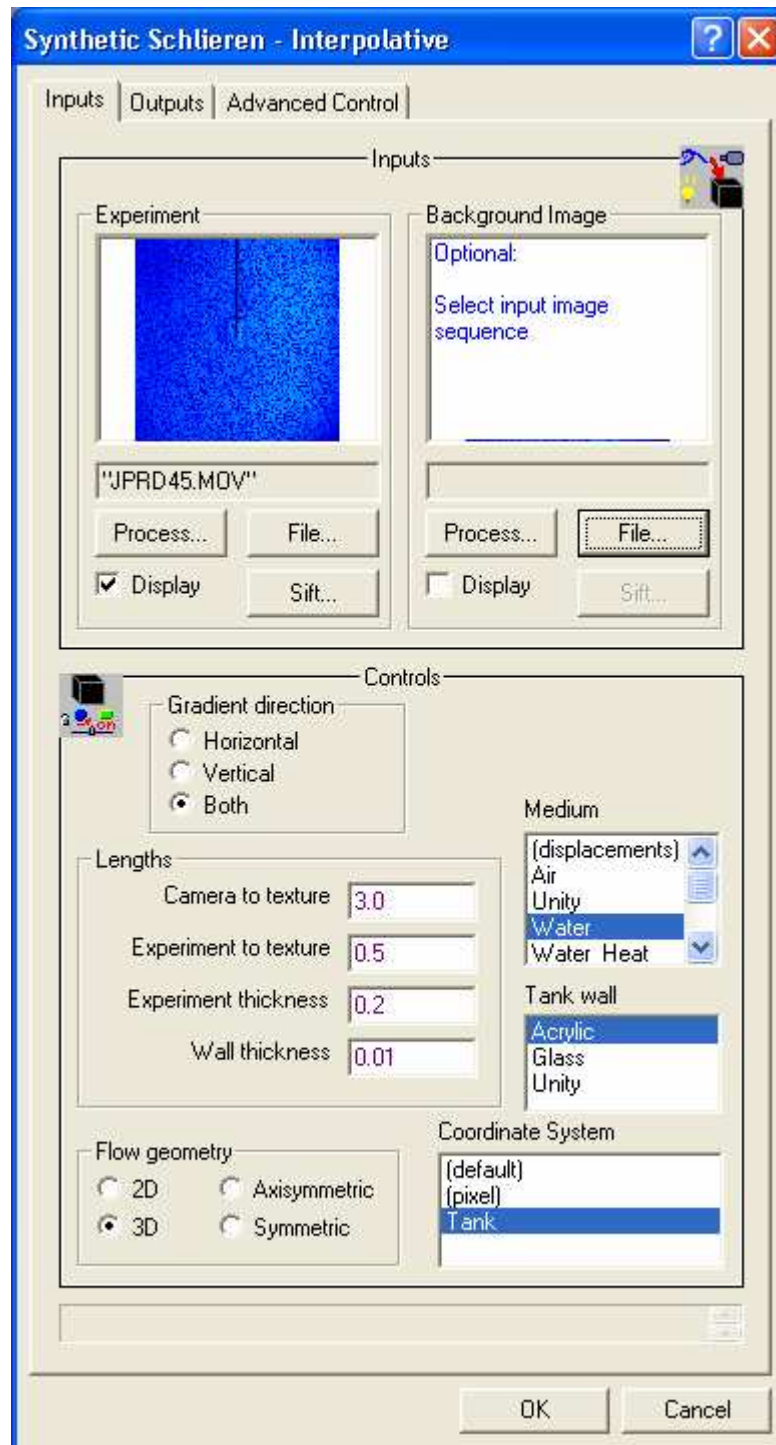 Synthetic Schlieren - Interpolative
Inputs
Outputs
Advanced Control
Inputs
Experiment
"JPRD45.MOV"
Process...
File...
Display
Sift...
Background Image
Optional:
Select input image
sequence
Process...
File...
Display
Sift...
Controls
Gradient direction
Horizontal
Vertical
Both
Lengths
Camera to texture
3.0
Experiment to texture
0.5
Experiment thickness
0.2
Wall thickness
0.01
Medium
(displacements)
Air
Unity
Water
Water Heat
Tank wall
Acrylic
Glass
Unity
Flow geometry
2D
Axisymmetric
3D
Symmetric
Coordinate System
(default)
(pixel)
Tank
OK
Cancel